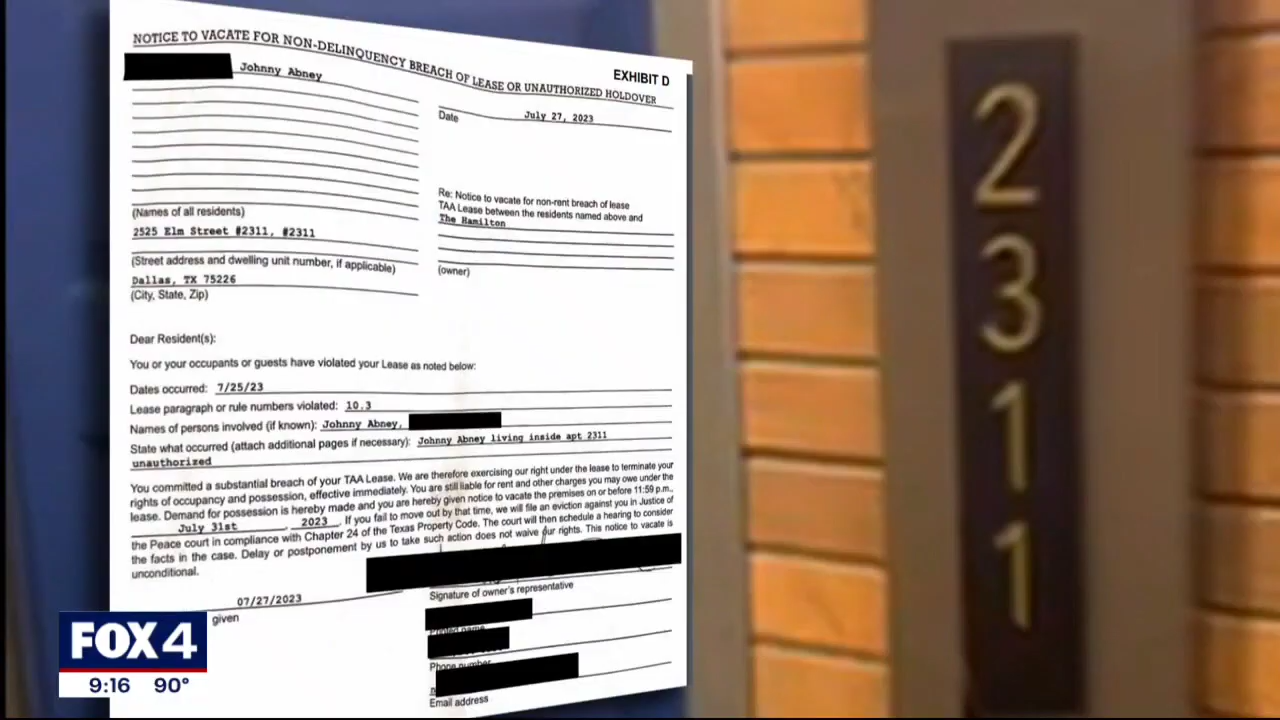 NOTICE TO VACATE FOR NON-DELINQUENCY BREACH OF LEASE OR UNAUTHORIZED HOLDOVER
EXHIBIT D
Johnny Abney
(Names of all residents)
2525 Elm Street #2311, #2311
(Street address and dwelling unit number, if applicable)
Dallas, TX 75226
(City, State, Zip)
Date July 27, 2023
Re: Notice to vacate for non-rent breach of lease
TAA Lease between the residents named above and
The Hamilton
(owner)
Dear Resident(s):
You or your occupants or guests have violated your Lease as noted below:
Dates occurred: 7/25/23
Lease paragraph or rule numbers violated: 10.3
Names of persons involved (if known): Johnny Abney,
State what occurred (attach additional pages if necessary): Johnny Abney living inside apt 2311
unauthorized
You committed a substantial breach of your TAA Lease. We are therefore exercising our right under the lease to terminate your
rights of occupancy and possession, effective immediately. You are still liable for rent and other charges you may owe under the
lease. Demand for possession is hereby made and you are hereby given notice to vacate the premises on or before 11:59 p.m.,
July 31st, 2023. If you fail to move out by that time, we will file an eviction against you in Justice of
the Peace court in compliance with Chapter 24 of the Texas Property Code. The court will then schedule a hearing to consider
the facts in the case. Delay or postponement by us to take such action does not waive our rights. This notice to vacate is
unconditional.
07/27/2023
given
Signature of owner's representative
Printed name
Phone number
Email address
2
3
1
1
FOX 4
9:16 90°